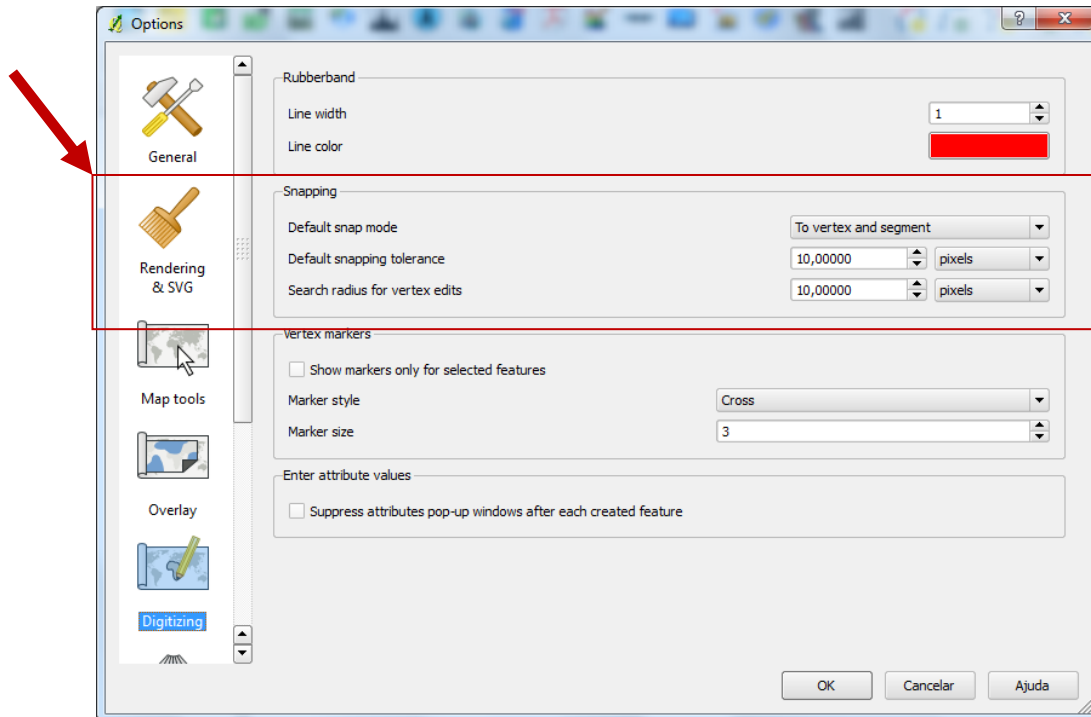 Options
General
Rendering
& SVG
Map tools
Overlay
Digitizing
Rubberband
Line width 1
Line color
Snapping
Default snap mode To vertex and segment
Default snapping tolerance 10,00000 pixels
Search radius for vertex edits 10,00000 pixels
Vertex markers
Show markers only for selected features
Marker style Cross
Marker size 3
Enter attribute values
Suppress attributes pop-up windows after each created feature
OK Cancelar Ajuda